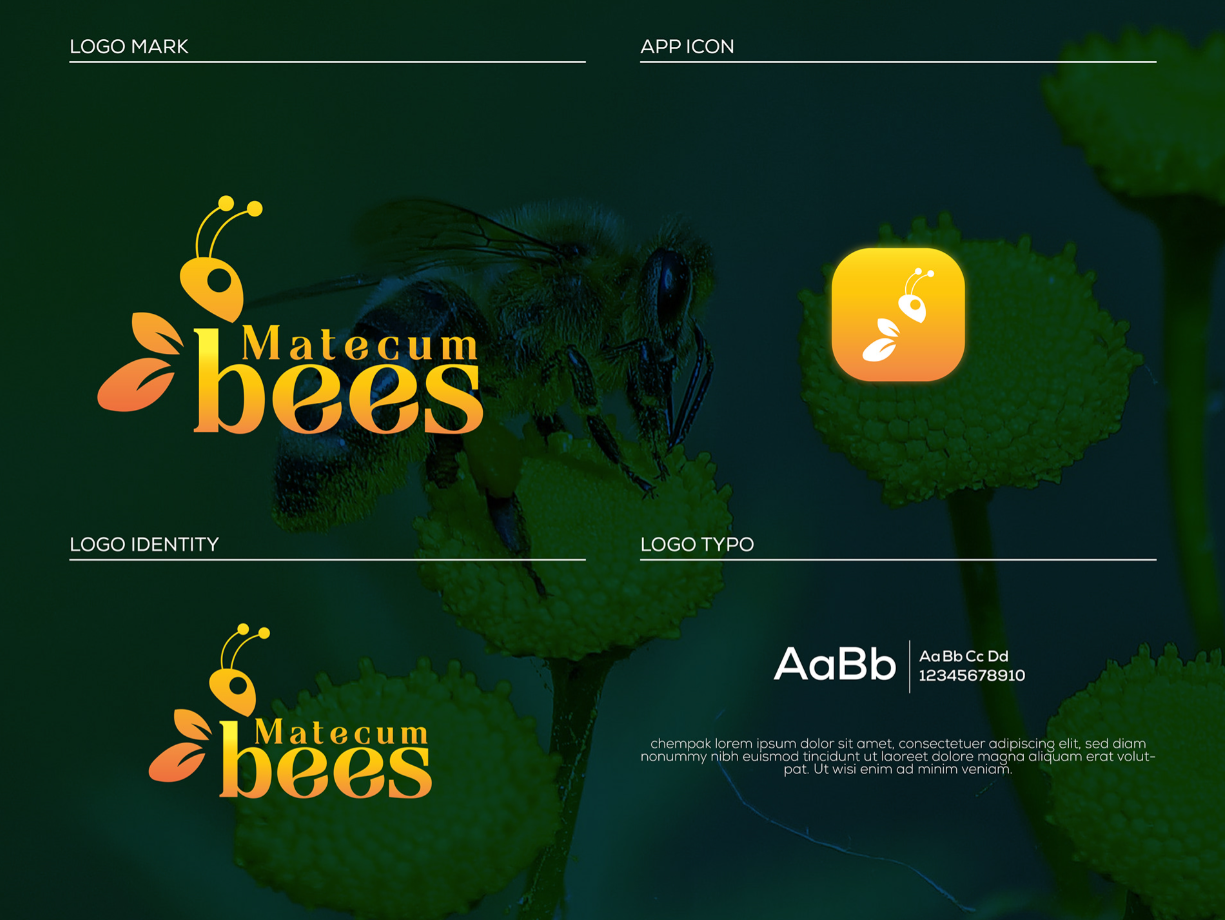 LOGO MARK
APP ICON
Matecum
bees
LOGO IDENTITY
LOGO TYPO
Matecum
bees
AaBb
Aa Bb Cc Dd
12345678910
chempak lorem ipsum dolor sit amet, consectetuer adipiscing elit, sed diam
nonummy nibh euismod tincidunt ut laoreet dolore magna aliquam erat volut-
pat. Ut wisi enim ad minim veniam.